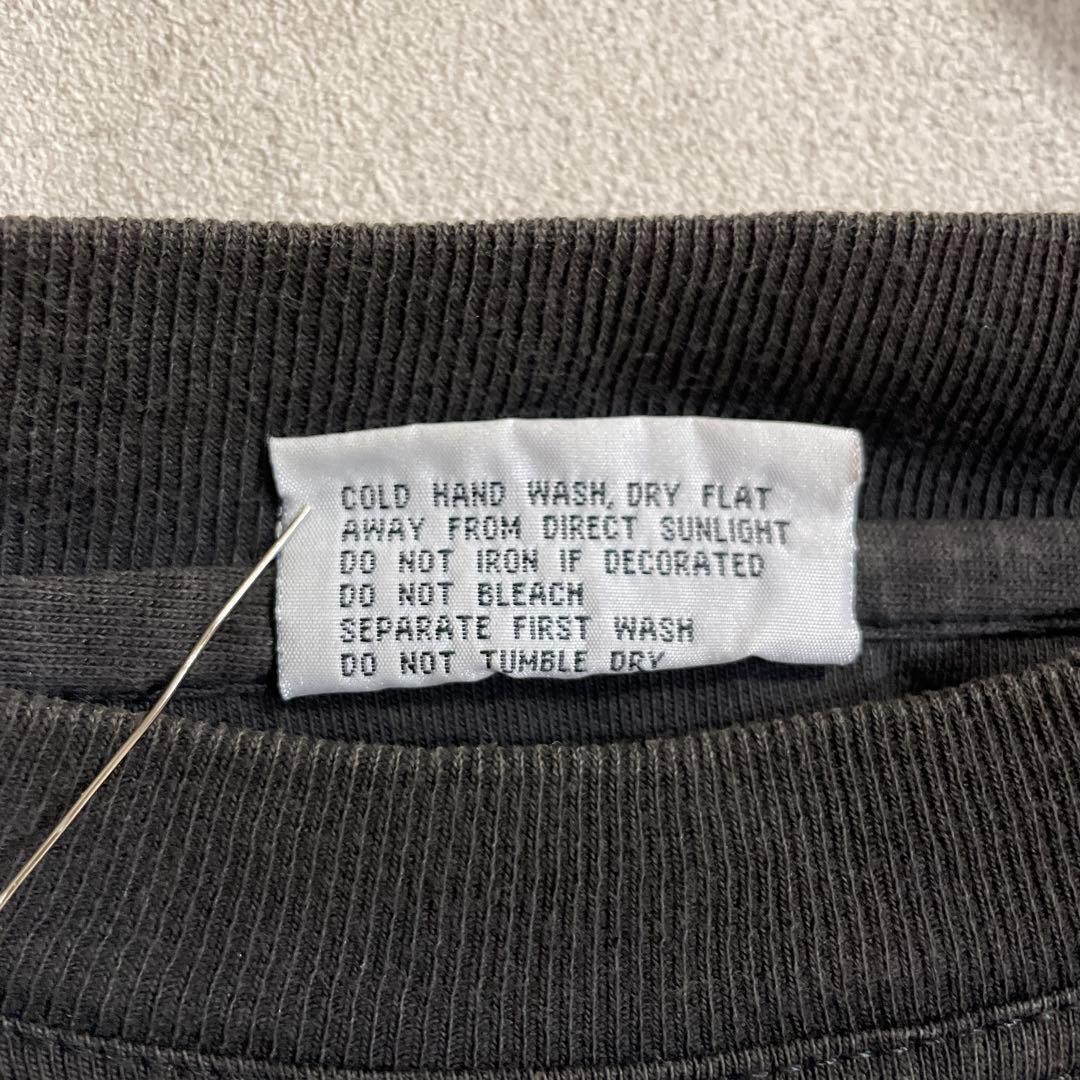 COLD HAND WASH, DRY FLAT
AWAY FROM DIRECT SUNLIGHT
DO NOT IRON IF DECORATED
DO NOT BLEACH
SEPARATE FIRST WASH
DO NOT TUMBLE DRY